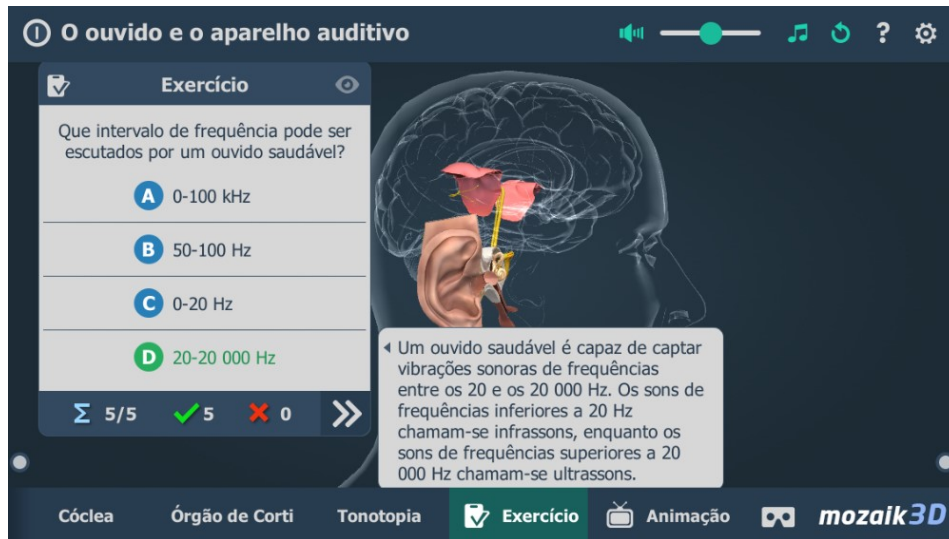 O ouvido e o aparelho auditivo
?
Exercício
Que intervalo de frequência pode ser
escutados por um ouvido saudável?
A 0-100 kHz
B 50-100 Hz
C 0-20 Hz
D 20-20 000 Hz
Σ 5/5 5 0
Um ouvido saudável é capaz de captar
vibrações sonoras de frequências
entre os 20 e os 20 000 Hz. Os sons de
frequências inferiores a 20 Hz
chamam-se infrassons, enquanto os
sons de frequências superiores a 20
000 Hz chamam-se ultrassons.
Cóclea Órgão de Corti Tonotopia Exercício Animação mozaik3D